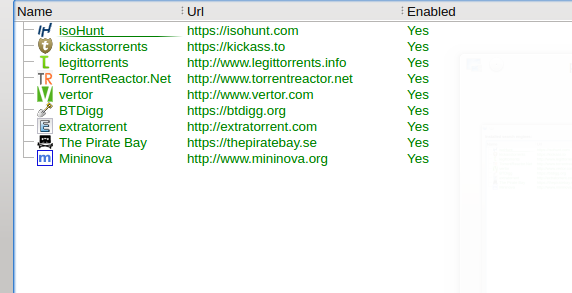 Name Url Enabled
isoHunt https://isohunt.com Yes
kickasstorrents https://kickass.to Yes
legittorrents http://www.legittorrents.info Yes
TorrentReactor.Net http://www.torrentreactor.net Yes
vertor http://www.vertor.com Yes
BTDigg https://btdigg.org Yes
extratorrent http://extratorrent.com Yes
The Pirate Bay https://thepiratebay.se Yes
Mininova http://www.mininova.org Yes